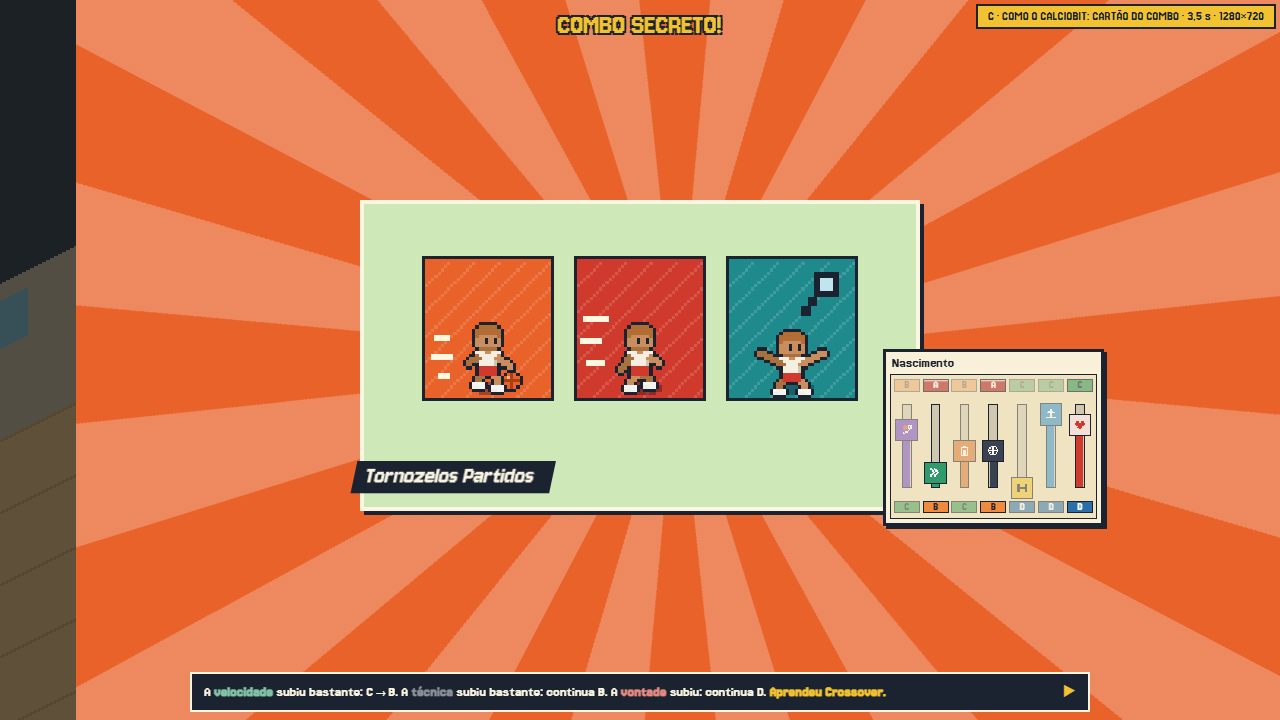 COMBO SECRETO!
C · COMO O CALCIOBIT: CARTÃO DO COMBO · 3,5 s · 1280×720
Nascimento
B A B A C C C
Tornozelos Partidos
C B C B D D D
A velocidade subiu bastante: C → B. A técnica subiu bastante: continua B. A vontade subiu: continua D. Aprendeu Crossover.